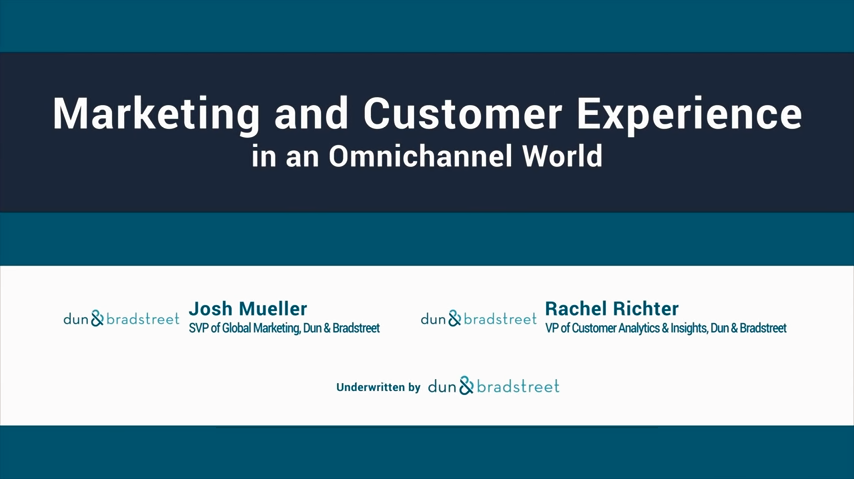 Marketing and Customer Experience
in an Omnichannel World
dun & bradstreet
Josh Mueller
SVP of Global Marketing, Dun & Bradstreet
dun & bradstreet
Rachel Richter
VP of Customer Analytics & Insights, Dun & Bradstreet
Underwritten by dun & bradstreet